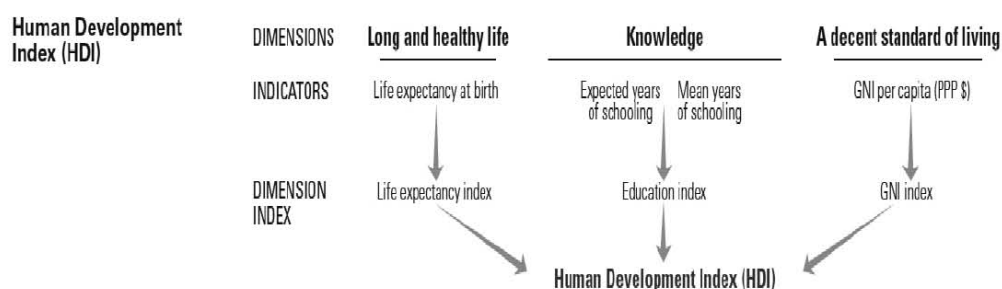 Human Development
Index (HDI)
DIMENSIONS Long and healthy life Knowledge A decent standard of living
INDICATORS Life expectancy at birth Expected years of schooling Mean years of schooling GNI per capita (PPP $)
DIMENSION INDEX Life expectancy index Education index GNI index
Human Development Index (HDI)